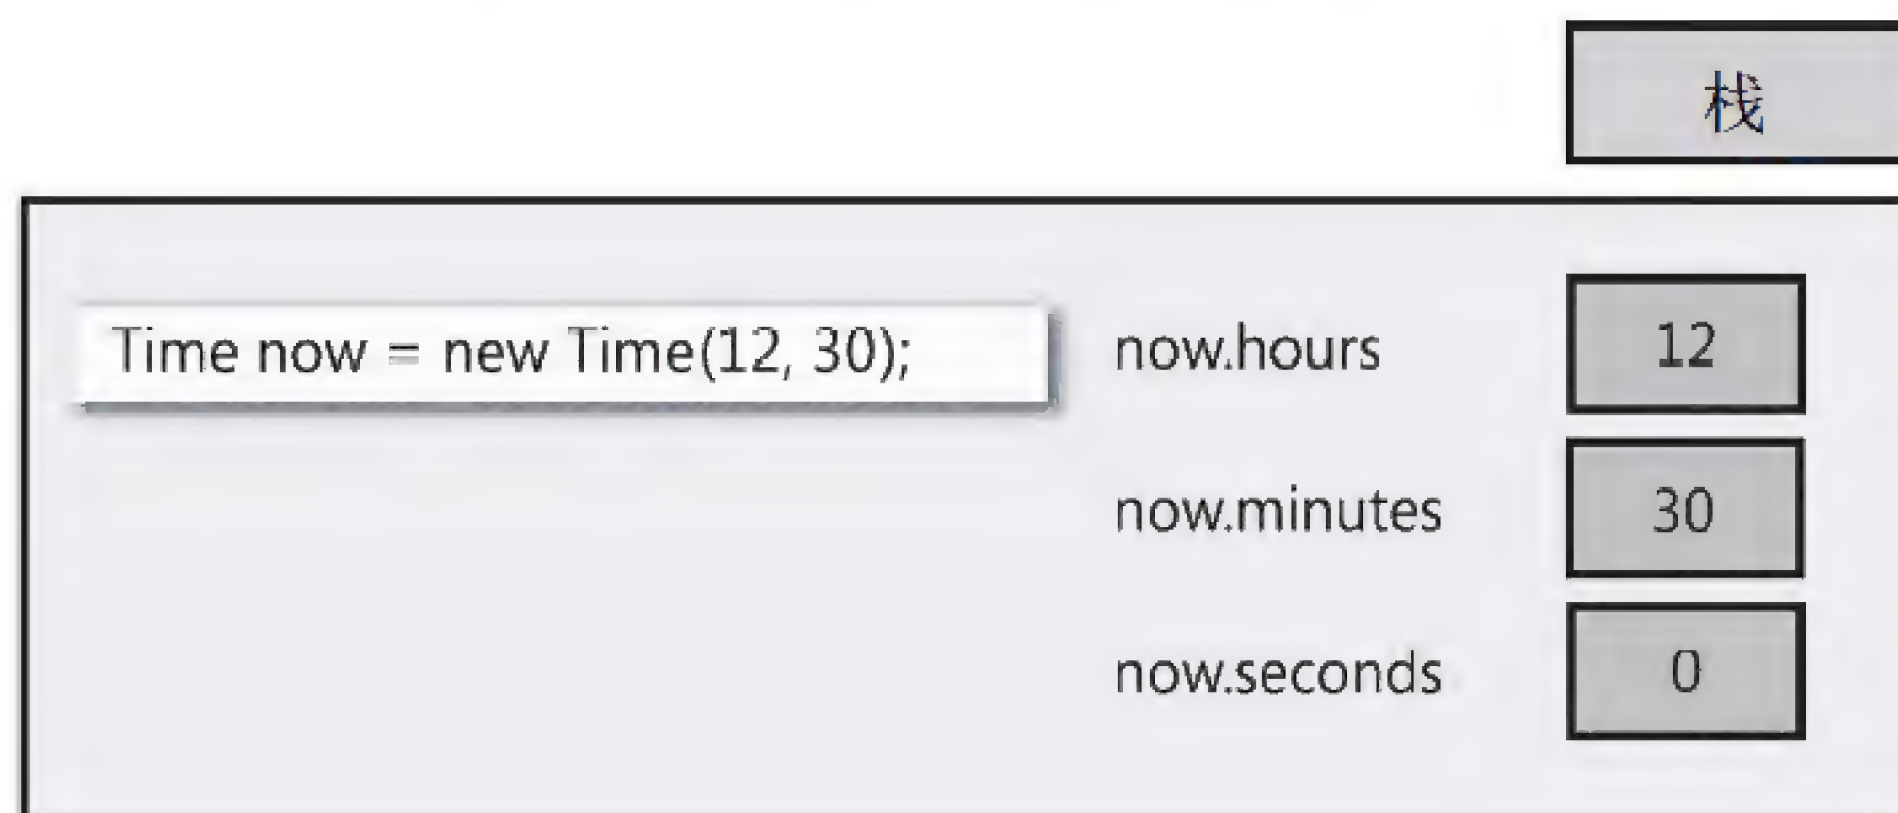 栈
Time now = new Time(12, 30);
now.hours
12
now.minutes
30
now.seconds
0